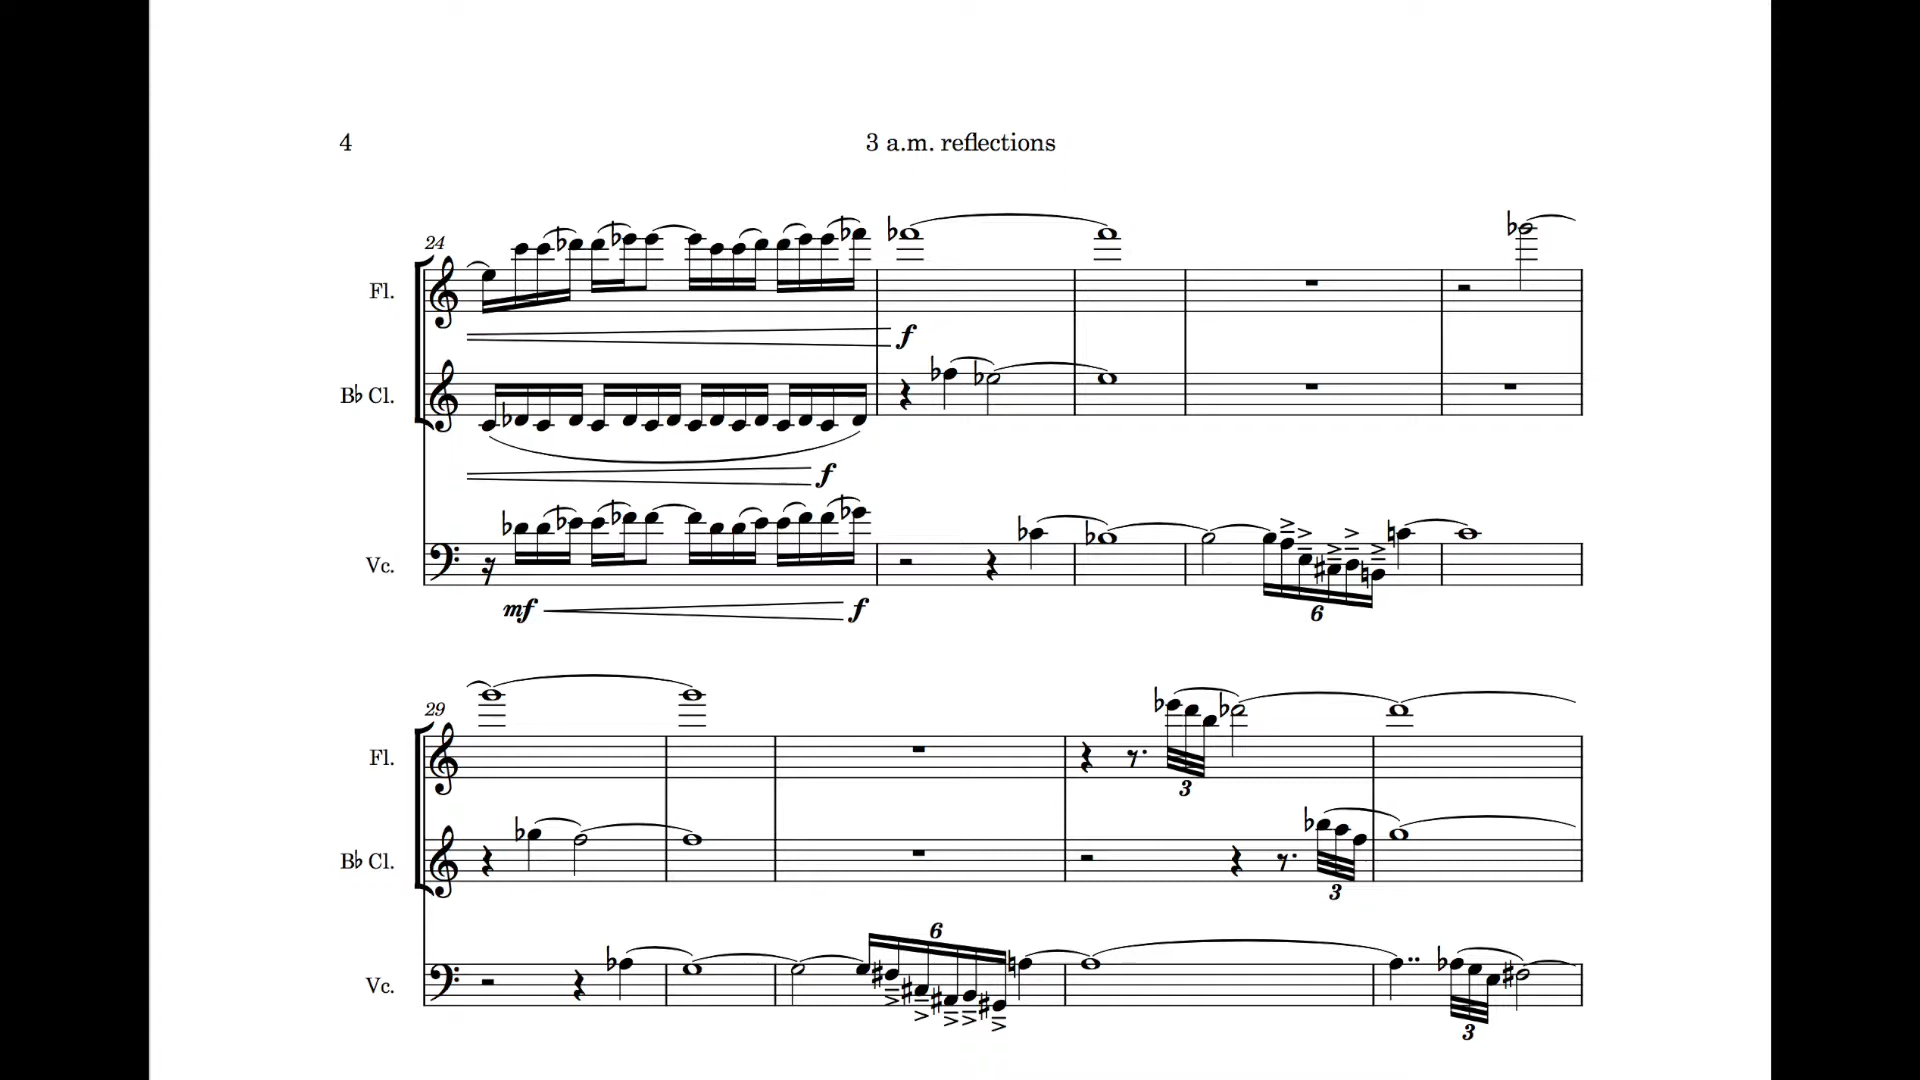 4
3 a.m. reflections
24
Fl.
f
B♭ Cl.
f
Vc.
mf f
6
29
Fl.
3
B♭ Cl.
3
6
Vc.
3